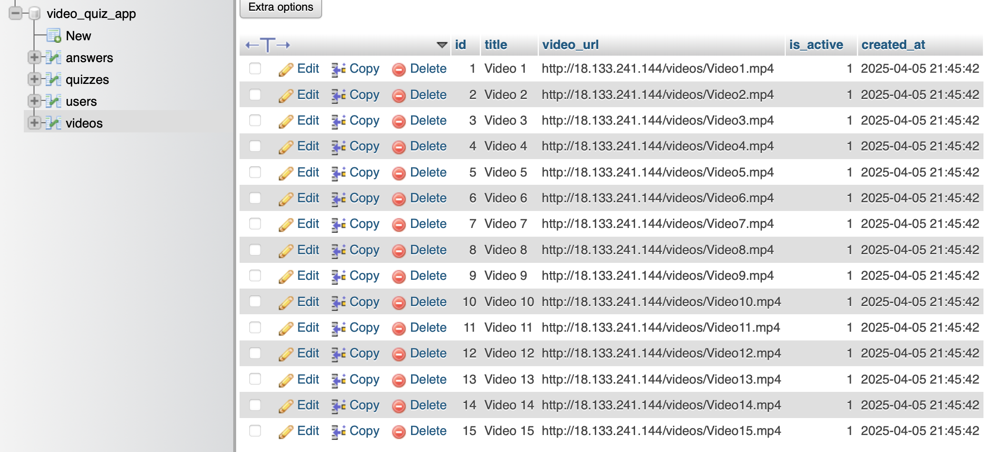 video_quiz_app
New
answers
quizzes
users
videos
Extra options
id title video_url is_active created_at
Edit Copy Delete 1 Video 1 http://18.133.241.144/videos/Video1.mp4 1 2025-04-05 21:45:42
Edit Copy Delete 2 Video 2 http://18.133.241.144/videos/Video2.mp4 1 2025-04-05 21:45:42
Edit Copy Delete 3 Video 3 http://18.133.241.144/videos/Video3.mp4 1 2025-04-05 21:45:42
Edit Copy Delete 4 Video 4 http://18.133.241.144/videos/Video4.mp4 1 2025-04-05 21:45:42
Edit Copy Delete 5 Video 5 http://18.133.241.144/videos/Video5.mp4 1 2025-04-05 21:45:42
Edit Copy Delete 6 Video 6 http://18.133.241.144/videos/Video6.mp4 1 2025-04-05 21:45:42
Edit Copy Delete 7 Video 7 http://18.133.241.144/videos/Video7.mp4 1 2025-04-05 21:45:42
Edit Copy Delete 8 Video 8 http://18.133.241.144/videos/Video8.mp4 1 2025-04-05 21:45:42
Edit Copy Delete 9 Video 9 http://18.133.241.144/videos/Video9.mp4 1 2025-04-05 21:45:42
Edit Copy Delete 10 Video 10 http://18.133.241.144/videos/Video10.mp4 1 2025-04-05 21:45:42
Edit Copy Delete 11 Video 11 http://18.133.241.144/videos/Video11.mp4 1 2025-04-05 21:45:42
Edit Copy Delete 12 Video 12 http://18.133.241.144/videos/Video12.mp4 1 2025-04-05 21:45:42
Edit Copy Delete 13 Video 13 http://18.133.241.144/videos/Video13.mp4 1 2025-04-05 21:45:42
Edit Copy Delete 14 Video 14 http://18.133.241.144/videos/Video14.mp4 1 2025-04-05 21:45:42
Edit Copy Delete 15 Video 15 http://18.133.241.144/videos/Video15.mp4 1 2025-04-05 21:45:42